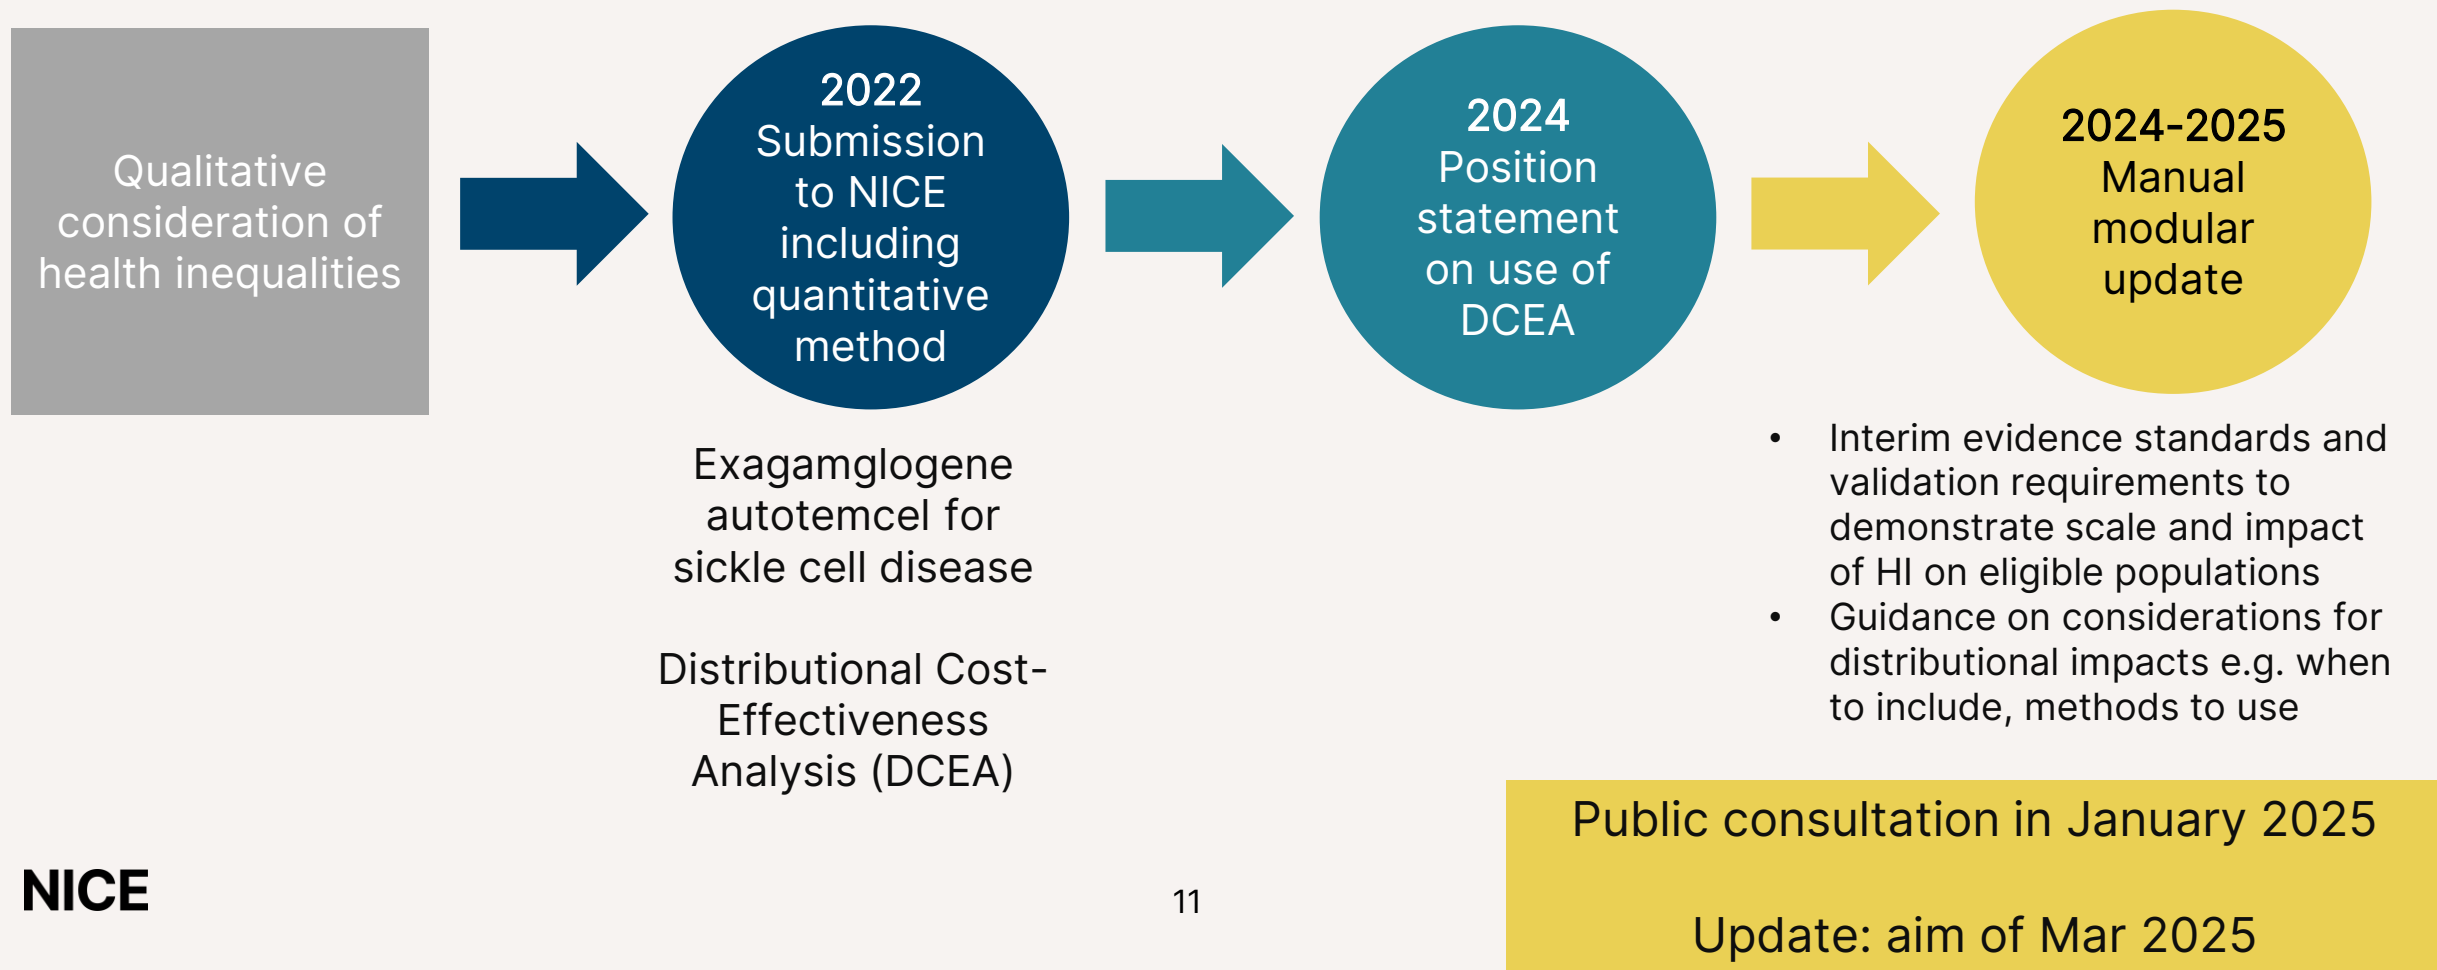 Qualitative
consideration of
health inequalities
2022
Submission
to NICE
including
quantitative
method
2024
Position
statement
on use of
DCEA
2024-2025
Manual
modular
update
Exagamglogene
autotemcel for
sickle cell disease
Distributional Cost-
Effectiveness
Analysis (DCEA)
• Interim evidence standards and
validation requirements to
demonstrate scale and impact
of HI on eligible populations
• Guidance on considerations for
distributional impacts e.g. when
to include, methods to use
Public consultation in January 2025
Update: aim of Mar 2025
NICE
11